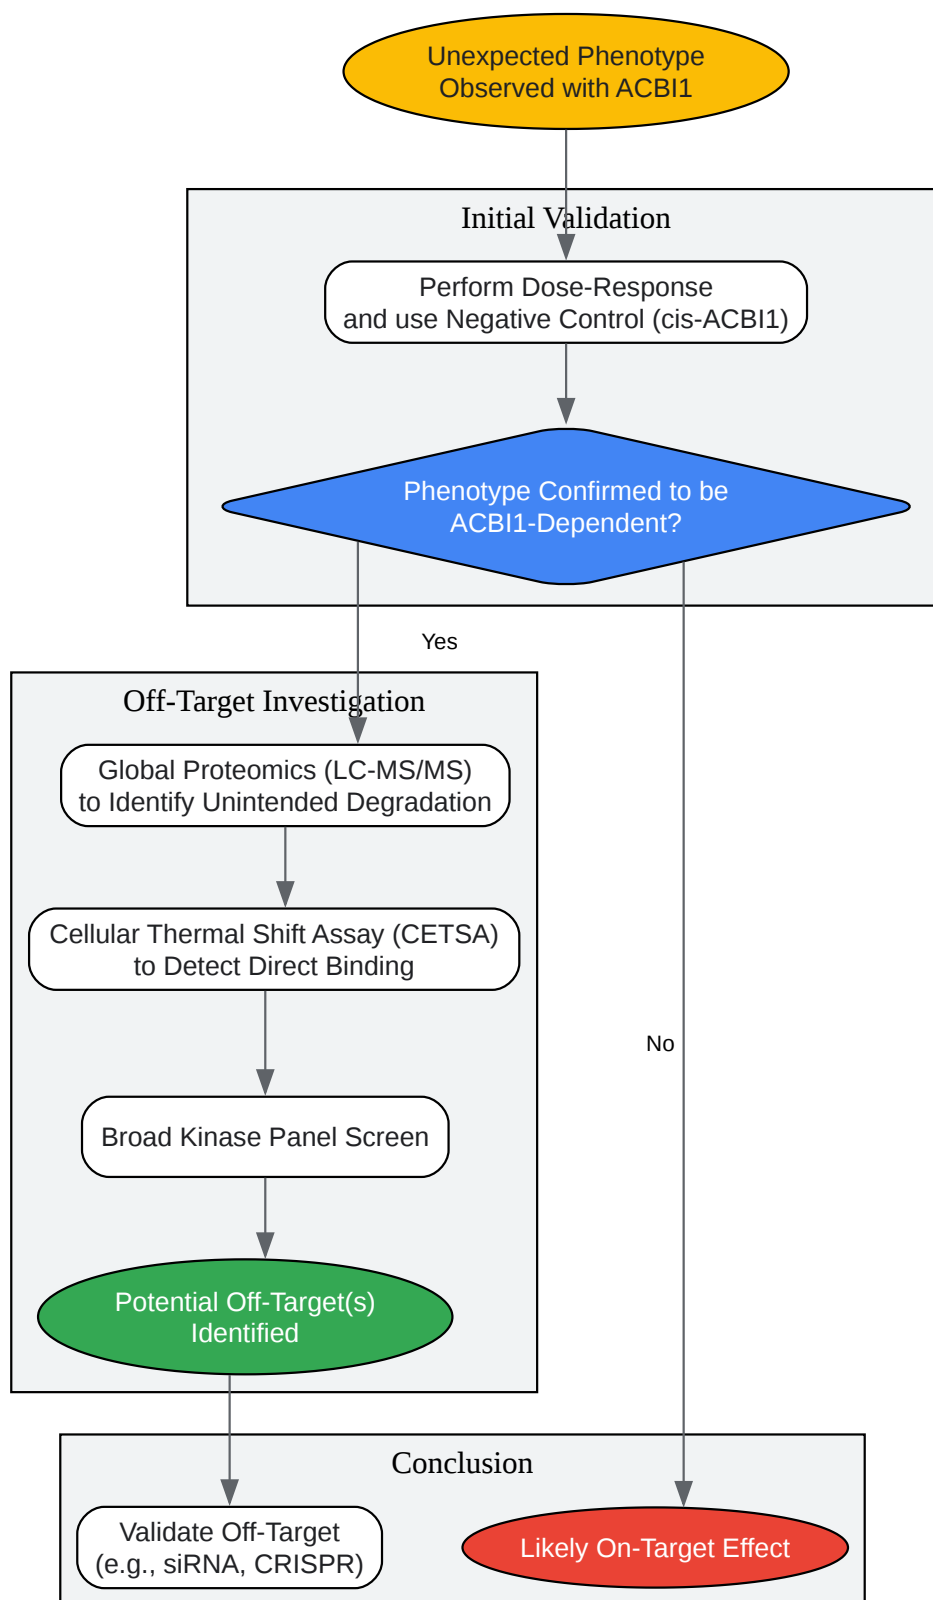 Unexpected Phenotype
Observed with ACBI1
Initial Validation
Perform Dose-Response
and use Negative Control (cis-ACBI1)
Phenotype Confirmed to be
ACBI1-Dependent?
Yes
Off-Target Investigation
Global Proteomics (LC-MS/MS)
to Identify Unintended Degradation
Cellular Thermal Shift Assay (CETSA)
to Detect Direct Binding
No
Broad Kinase Panel Screen
Potential Off-Target(s)
Identified
Conclusion
Validate Off-Target
(e.g., siRNA, CRISPR)
Likely On-Target Effect